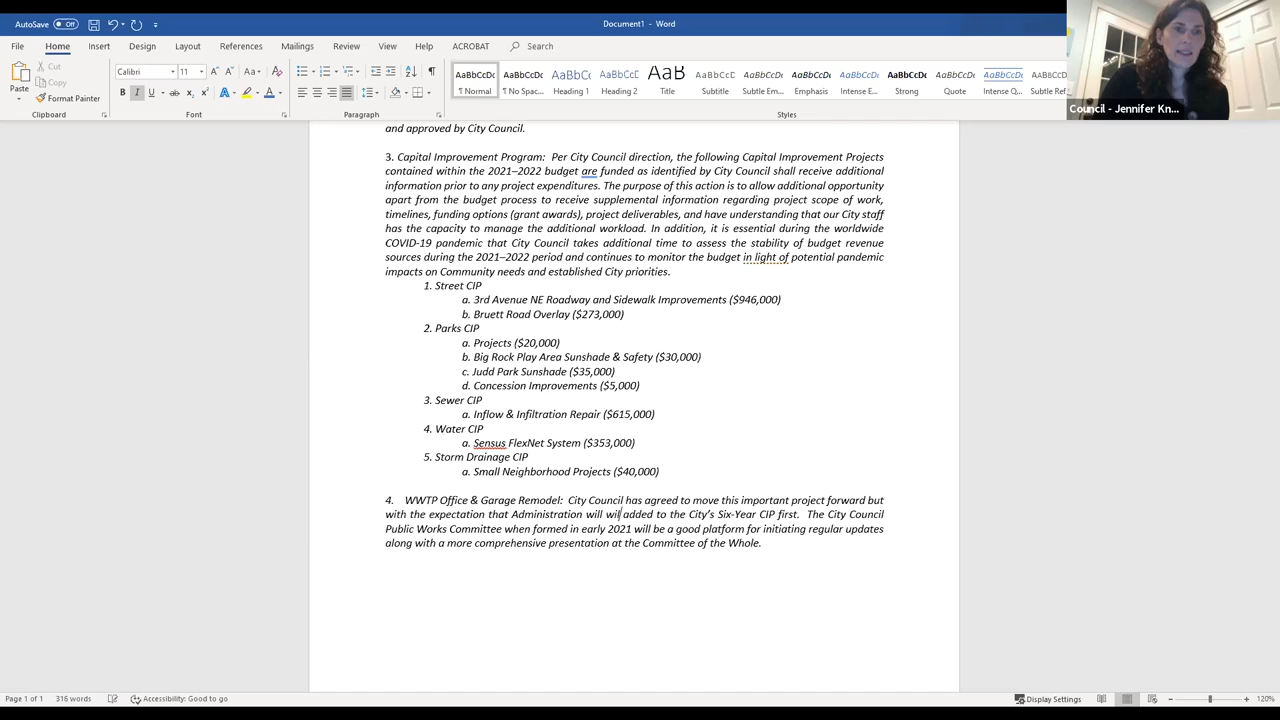 AutoSave Off Document1 - Word
File Home Insert Design Layout References Mailings Review View Help ACROBAT Search
Cut
Copy
Paste Format Painter
Calibri 11
AaBbCcDc AaBbCcDc AaBbCc AaBbCcD AaB AaBbCcD AaBbCcDc AaBbCcDc AaBbCcDc AaBbCcDc AaBbCcDc AaBbCcDc
¶ Normal ¶ No Spac... Heading 1 Heading 2 Title Subtitle Subtle Em... Emphasis Intense E... Strong Quote Intense Q... Subtle Ref
Clipboard Font Paragraph Styles
Council - Jennifer Kn...
and approved by City Council.
3. Capital Improvement Program: Per City Council direction, the following Capital Improvement Projects
contained within the 2021–2022 budget are funded as identified by City Council shall receive additional
information prior to any project expenditures. The purpose of this action is to allow additional opportunity
apart from the budget process to receive supplemental information regarding project scope of work,
timelines, funding options (grant awards), project deliverables, and have understanding that our City staff
has the capacity to manage the additional workload. In addition, it is essential during the worldwide
COVID-19 pandemic that City Council takes additional time to assess the stability of budget revenue
sources during the 2021–2022 period and continues to monitor the budget in light of potential pandemic
impacts on Community needs and established City priorities.
1. Street CIP
a. 3rd Avenue NE Roadway and Sidewalk Improvements ($946,000)
b. Bruett Road Overlay ($273,000)
2. Parks CIP
a. Projects ($20,000)
b. Big Rock Play Area Sunshade & Safety ($30,000)
c. Judd Park Sunshade ($35,000)
d. Concession Improvements ($5,000)
3. Sewer CIP
a. Inflow & Infiltration Repair ($615,000)
4. Water CIP
a. Sensus FlexNet System ($353,000)
5. Storm Drainage CIP
a. Small Neighborhood Projects ($40,000)
4. WWTP Office & Garage Remodel: City Council has agreed to move this important project forward but
with the expectation that Administration will wil added to the City's Six-Year CIP first. The City Council
Public Works Committee when formed in early 2021 will be a good platform for initiating regular updates
along with a more comprehensive presentation at the Committee of the Whole.
Page 1 of 1 316 words Accessibility: Good to go Display Settings 120%